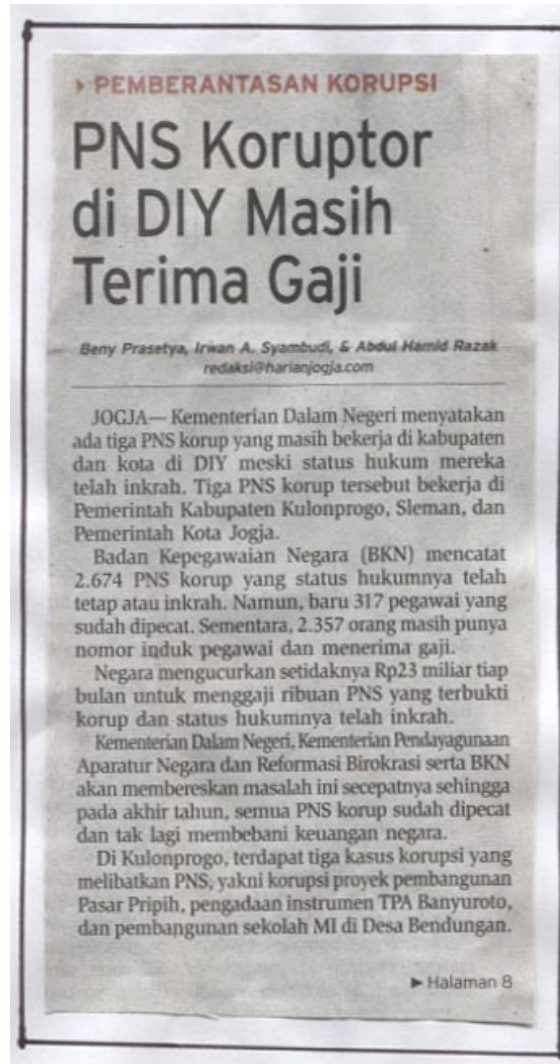 PEMBERANTASAN KORUPSI
PNS Koruptor
di DIY Masih
Terima Gaji
Beny Prasetya, Irwan A. Syambudi, & Abdul Hamid Razak
redaksi@harianjogja.com
JOGJA— Kementerian Dalam Negeri menyatakan
ada tiga PNS korup yang masih bekerja di kabupaten
dan kota di DIY meski status hukum mereka
telah inkrah. Tiga PNS korup tersebut bekerja di
Pemerintah Kabupaten Kulonprogo, Sleman, dan
Pemerintah Kota Jogja.
Badan Kepegawaian Negara (BKN) mencatat
2.674 PNS korup yang status hukumnya telah
tetap atau inkrah. Namun, baru 317 pegawai yang
sudah dipecat. Sementara, 2.357 orang masih punya
nomor induk pegawai dan menerima gaji.
Negara mengucurkan setidaknya Rp23 miliar tiap
bulan untuk menggaji ribuan PNS yang terbukti
korup dan status hukumnya telah inkrah.
Kementerian Dalam Negeri, Kementerian Pendayagunaan
Aparatur Negara dan Reformasi Birokrasi serta BKN
akan membereskan masalah ini secepatnya sehingga
pada akhir tahun, semua PNS korup sudah dipecat
dan tak lagi membebani keuangan negara.
Di Kulonprogo, terdapat tiga kasus korupsi yang
melibatkan PNS, yakni korupsi proyek pembangunan
Pasar Pripih, pengadaan instrumen TPA Banyuroto,
dan pembangunan sekolah MI di Desa Bendungan.
Halaman 8